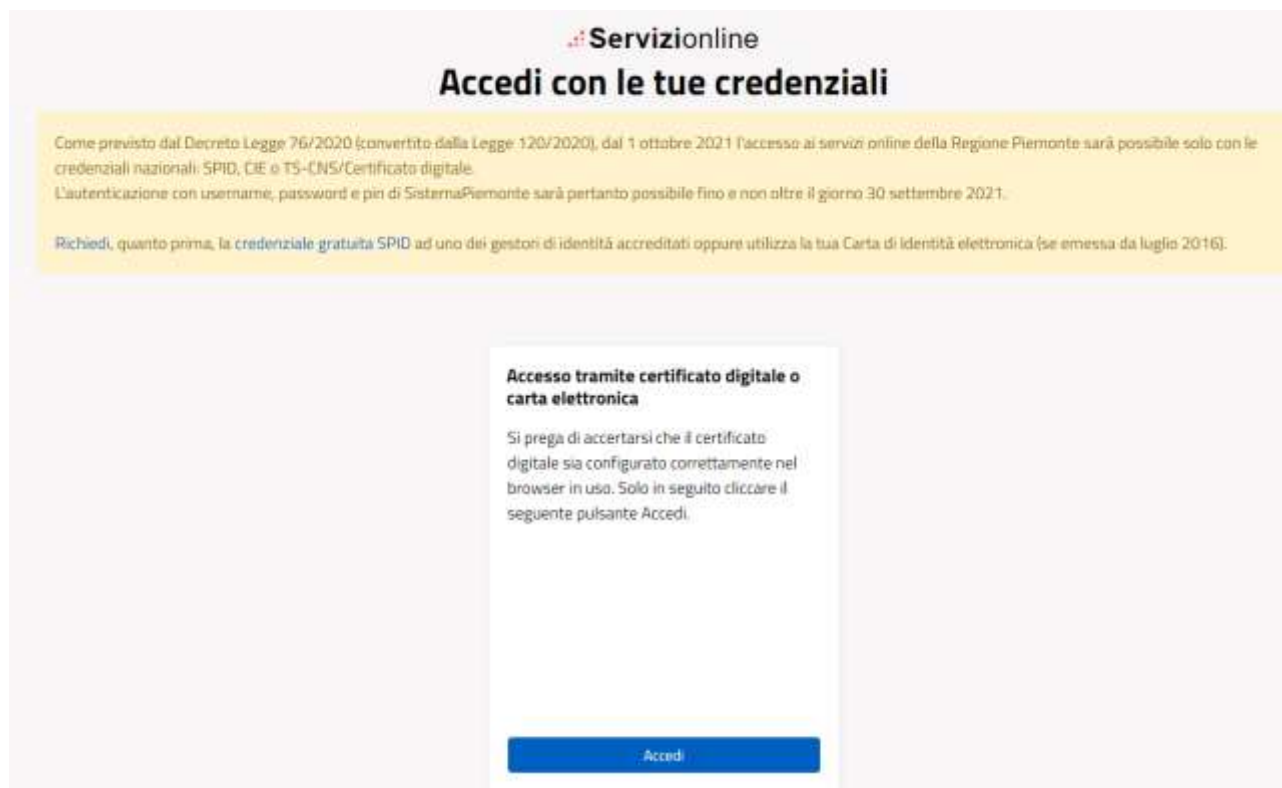 Servizionline
Accedi con le tue credenziali
Come previsto dal Decreto Legge 76/2020 (convertito dalla Legge 120/2020), dal 1 ottobre 2021 l'accesso ai servizi online della Regione Piemonte sarà possibile solo con le
credenziali nazionali: SPID, CIE o TS-CNS/Certificato digitale.
L'autenticazione con username, password e pin di SistemaPiemonte sarà pertanto possibile fino e non oltre il giorno 30 settembre 2021.
Richiedi, quanto prima, la credenziale gratuita SPID ad uno dei gestori di identità accreditati oppure utilizza la tua Carta di Identità elettronica (se emessa da luglio 2016).
Accesso tramite certificato digitale o
carta elettronica
Si prega di accertarsi che il certificato
digitale sia configurato correttamente nel
browser in uso. Solo in seguito cliccare il
seguente pulsante Accedi.
Accedi